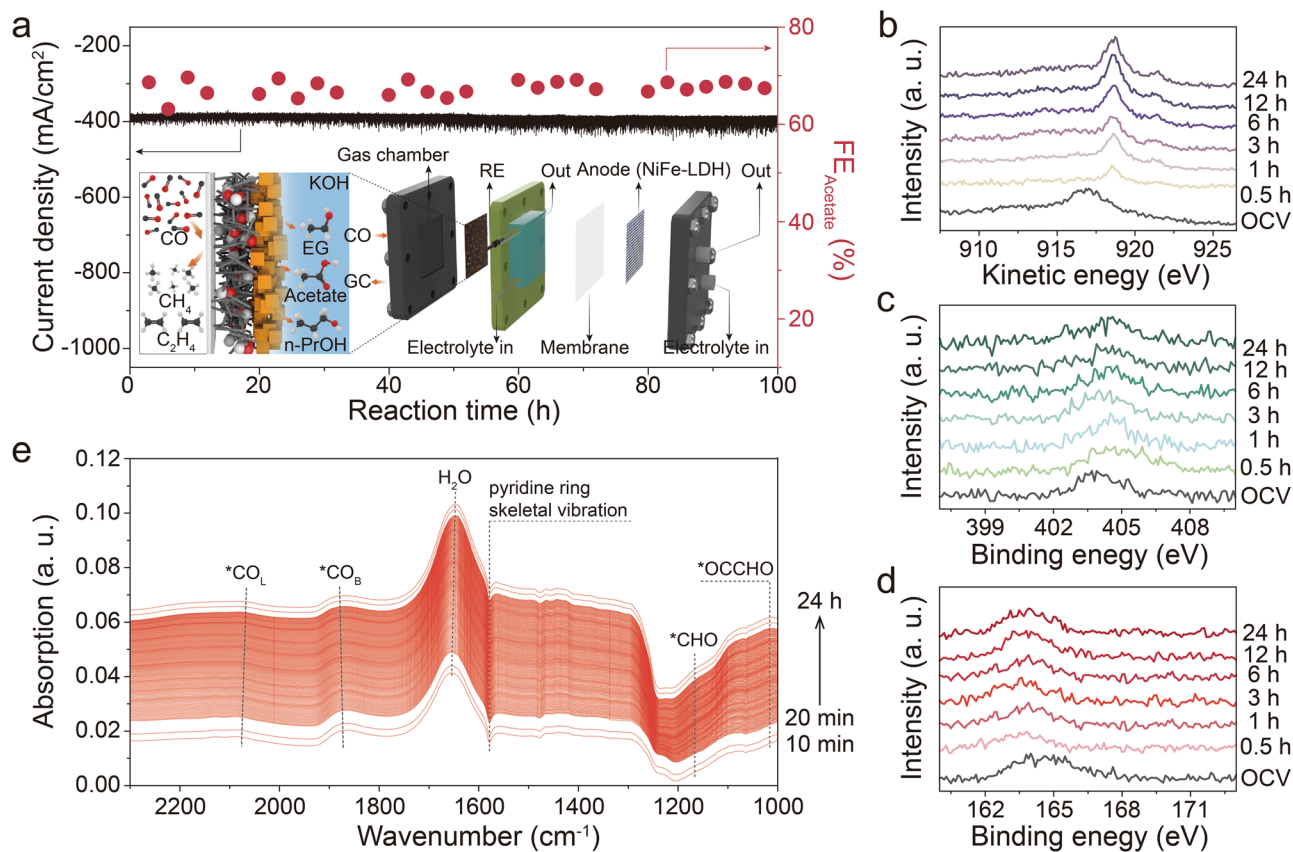 a
-200
-400
-600
-800
-1000
Current density (mA/cm²)
80
60
40
20
FE_Acetate (%)
0
20
40
60
80
100
Reaction time (h)
CO
CH₄
C₂H₄
KOH
EG
Acetate
n-PrOH
Gas chamber
CO
GC
RE
Out
Anode (NiFe-LDH)
Out
Electrolyte in
Membrane
Electrolyte in
b
Intensity (a. u.)
24 h
12 h
6 h
3 h
1 h
0.5 h
OCV
910
915
920
925
Kinetic enegy (eV)
c
Intensity (a. u.)
24 h
12 h
6 h
3 h
1 h
0.5 h
OCV
399
402
405
408
Binding energy (eV)
d
Intensity (a. u.)
24 h
12 h
6 h
3 h
1 h
0.5 h
OCV
162
165
168
171
Binding energy (eV)
e
0.12
0.10
0.08
0.06
0.04
0.02
0.00
Absorption (a. u.)
*CO_L
*CO_B
H₂O
pyridine ring
skeletal vibration
*OCCHO
*CHO
24 h
20 min
10 min
2200
2000
1800
1600
1400
1200
1000
Wavenumber (cm⁻¹)